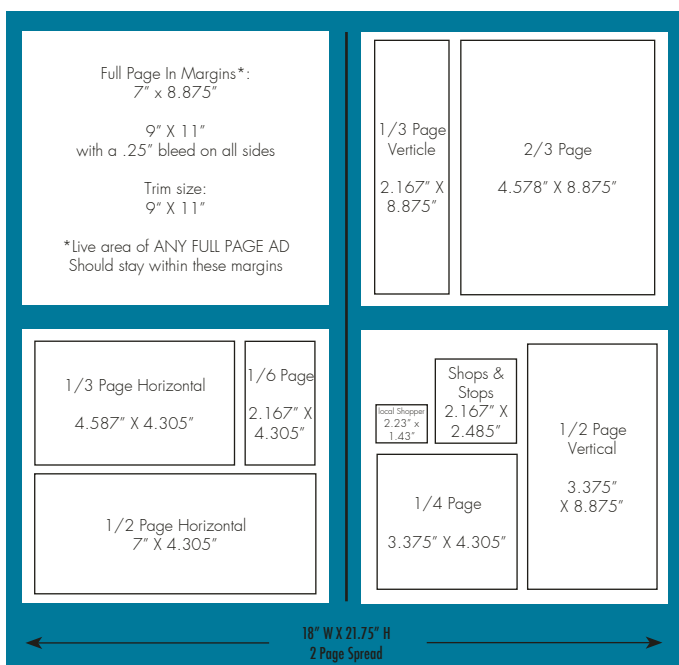 Full Page In Margins*:
7” x 8.875”
9” X 11”
with a .25” bleed on all sides
Trim size:
9” X 11”
*Live area of ANY FULL PAGE AD
Should stay within these margins
1/3 Page
Verticle
2.167” X
8.875”
2/3 Page
4.578” X 8.875”
1/3 Page Horizontal
4.587” X 4.305”
1/6 Page
2.167” X
4.305”
1/2 Page Horizontal
7” X 4.305”
local Shopper
2.23” x
1.43”
Shops &
Stops
2.167” X
2.485”
1/4 Page
3.375” X 4.305”
1/2 Page
Vertical
3.375”
X 8.875”
18” W X 21.75” H
2 Page Spread